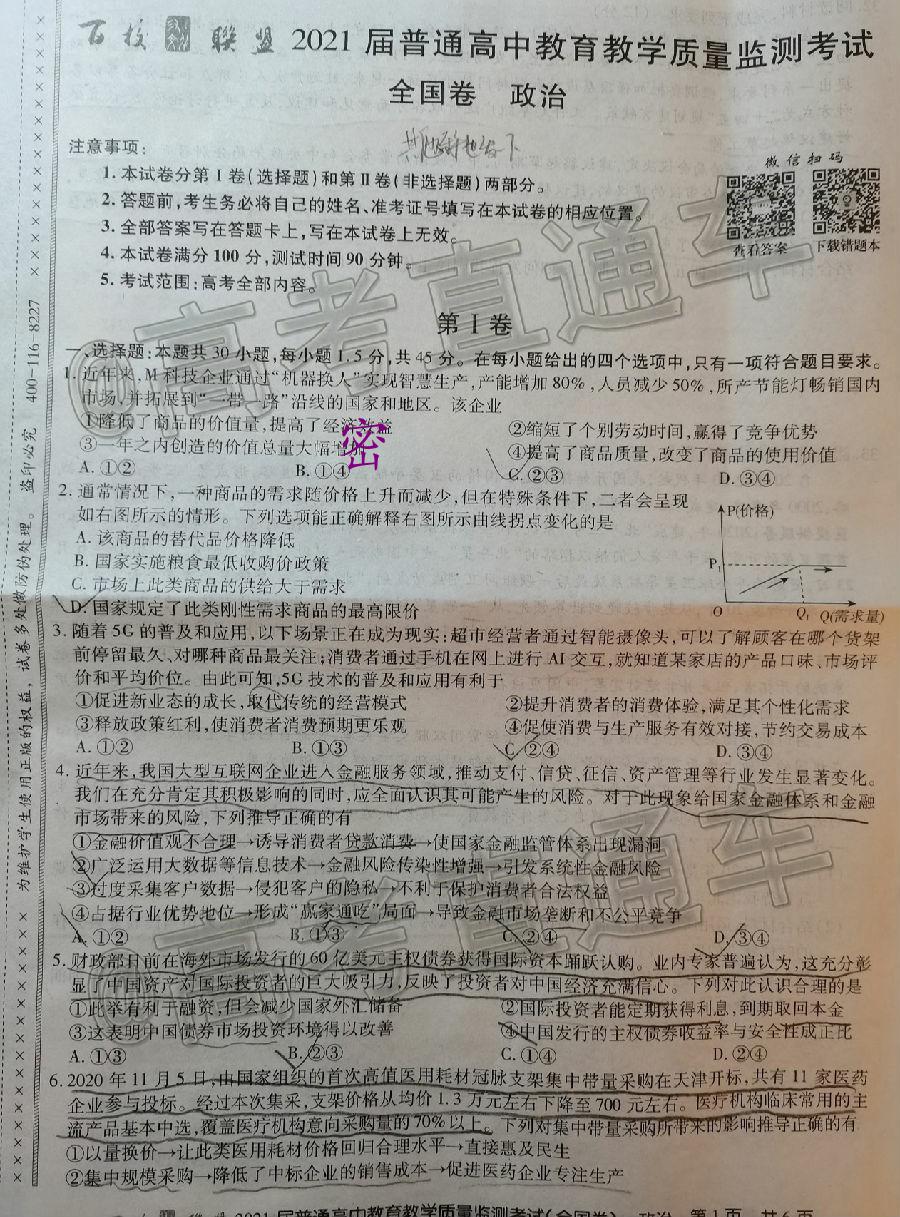 百校联盟 2021届普通高中教育教学质量监测考试
全国卷 政治
注意事项:
1.本试卷分第Ⅰ卷(选择题)和第Ⅱ卷(非选择题)两部分。
2.答题前,考生务必将自己的姓名、准考证号填写在本试卷的相应位置。
3.全部答案写在答题卡上,写在本试卷上无效。
4.本试卷满分100分,测试时间90分钟。
5.考试范围:高考全部内容。
微信扫码
查看答案 下载错题本
第Ⅰ卷
一、选择题:本题共30小题,每小题1.5分,共45分。在每小题给出的四个选项中,只有一项符合题目要求。
1.近年来,M科技企业通过“机器换人”实现智慧生产,产能增加80%,人员减少50%,所产节能灯畅销国内
市场,并拓展到“一带一路”沿线的国家和地区。该企业
①降低了商品的价值量,提高了经济效益 ②缩短了个别劳动时间,赢得了竞争优势
③一年之内创造的价值总量大幅增加 ④提高了商品质量,改变了商品的使用价值
A.①② B.①④ C.②③ D.③④
密
2.通常情况下,一种商品的需求随价格上升而减少,但在特殊条件下,二者会呈现
如右图所示的情形。下列选项能正确解释右图所示曲线拐点变化的是
A.该商品的替代品价格降低
B.国家实施粮食最低收购价政策
C.市场上此类商品的供给大于需求
D.国家规定了此类刚性需求商品的最高限价
P(价格)
P₁
O Q₁ Q(需求量)
3.随着5G的普及和应用,以下场景正在成为现实:超市经营者通过智能摄像头,可以了解顾客在哪个货架
前停留最久、对哪种商品最关注;消费者通过手机在网上进行AI交互,就知道某家店的产品口味、市场评
价和平均价位。由此可知,5G技术的普及和应用有利于
①促进新业态的成长,取代传统的经营模式 ②提升消费者的消费体验,满足其个性化需求
③释放政策红利,使消费者消费预期更乐观 ④促使消费与生产服务有效对接,节约交易成本
A.①② B.①③ C.②④ D.③④
4.近年来,我国大型互联网企业进入金融服务领域,推动支付、信贷、征信、资产管理等行业发生显著变化。
我们在充分肯定其积极影响的同时,应全面认识其可能产生的风险。对于此现象给国家金融体系和金融
市场带来的风险,下列推导正确的有
①金融价值观不合理→诱导消费者贷款消费→使国家金融监管体系出现漏洞
②广泛运用大数据等信息技术→金融风险传染性增强→引发系统性金融风险
③过度采集客户数据→侵犯客户的隐私→不利于保护消费者合法权益
④占据行业优势地位→形成“赢家通吃”局面→导致金融市场垄断和不公平竞争
A.①② B.①③ C.②④ D.③④
5.财政部日前在海外市场发行的60亿美元主权债券获得国际资本踊跃认购。业内专家普遍认为,这充分彰
显了中国资产对国际投资者的巨大吸引力,反映了投资者对中国经济充满信心。下列对此认识合理的是
①此举有利于融资,但会减少国家外汇储备 ②国际投资者能定期获得利息,到期取回本金
③这表明中国债券市场投资环境得以改善 ④中国发行的主权债券收益率与安全性成正比
A.①③ B.②③ C.①④ D.②④
6.2020年11月5日,由国家组织的首次高值医用耗材冠脉支架集中带量采购在天津开标,共有11家医药
企业参与投标。经过本次集采,支架价格从均价1.3万元左右下降至700元左右。医疗机构临床常用的主
流产品基本中选,覆盖医疗机构意向采购量的70%以上。下列对集中带量采购所带来的影响推导正确的有
①以量换价→让此类医用耗材价格回归合理水平→直接惠及民生
②集中规模采购→降低了中标企业的销售成本→促进医药企业专注生产
2021届普通高中教育教学质量监测考试(全国卷) 政治 第1页 共6页
为维护学生使用正版的权益,试卷多处做防伪处理。 盗印必究 400-116-8227
@高考直通车
@高考直通车